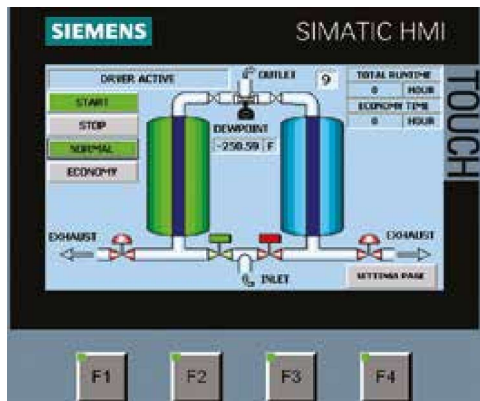 SIEMENS
SIMATIC HMI
TOUCH
DRYER ACTIVE
OUTLET
9
TOTAL RUNTIME
0 HOUR
ECONOMY TIME
0 HOUR
START
STOP
NORMAL
ECONOMY
DEWPOINT
-250.59 F
EXHAUST
EXHAUST
INLET
SETTINGS PAGE
F1
F2
F3
F4